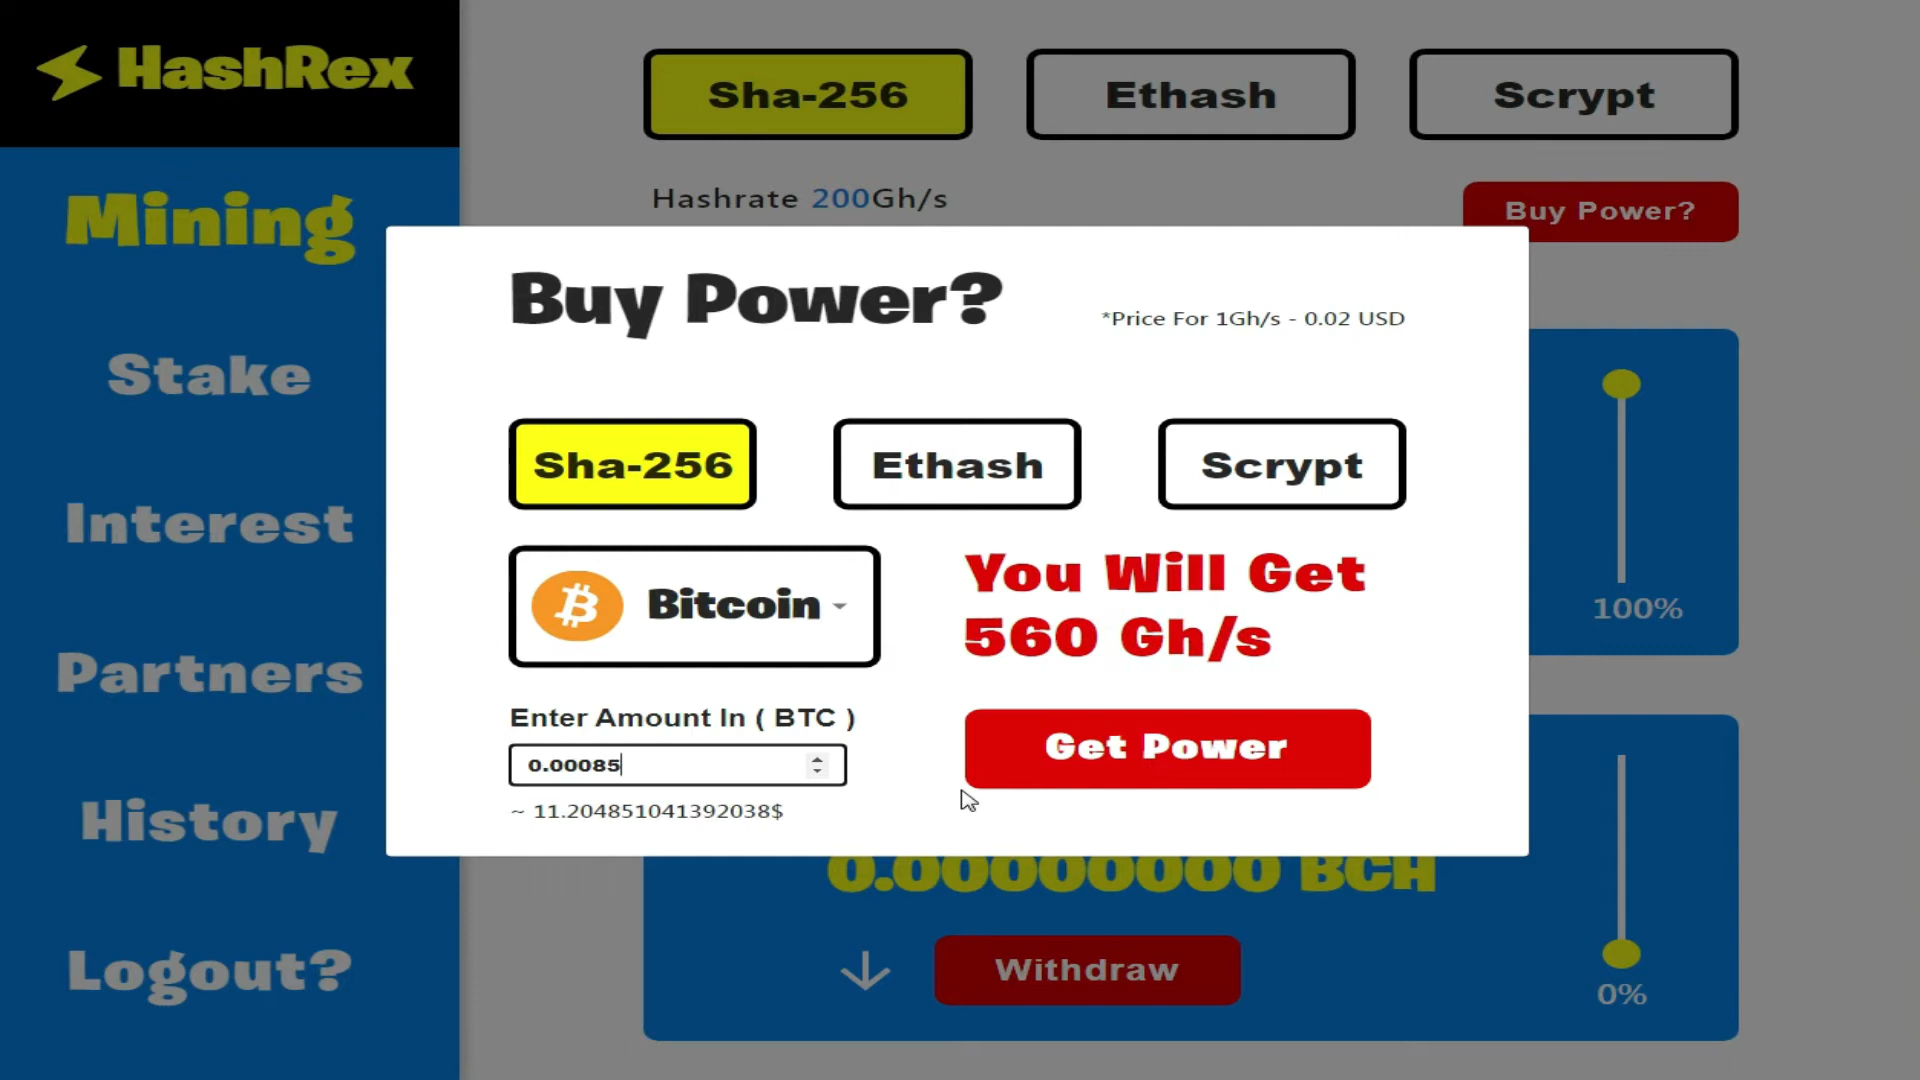 HashRex
Mining
Stake
Interest
Partners
History
Logout?
Sha-256
Ethash
Scrypt
Hashrate 200Gh/s
Buy Power?
Buy Power?
*Price For 1Gh/s - 0.02 USD
Sha-256
Ethash
Scrypt
Bitcoin
You Will Get
560 Gh/s
Enter Amount In ( BTC )
0.00085
~ 11.204851041392038$
Get Power
100%
0.00000000 BCH
Withdraw
0%